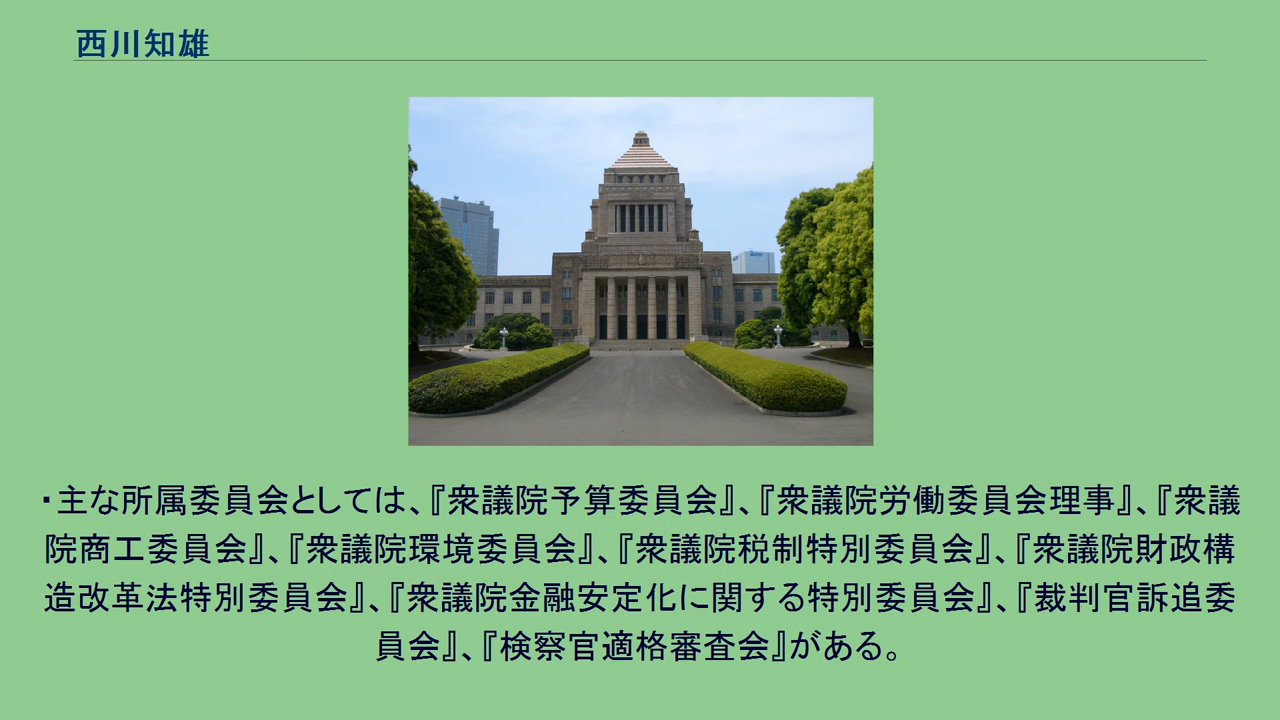 西川知雄
・主な所属委員会としては、『衆議院予算委員会』、『衆議院労働委員会理事』、『衆議
院商工委員会』、『衆議院環境委員会』、『衆議院税制特別委員会』、『衆議院財政構
造改革法特別委員会』、『衆議院金融安定化に関する特別委員会』、『裁判官訴追委
員会』、『検察官適格審査会』がある。